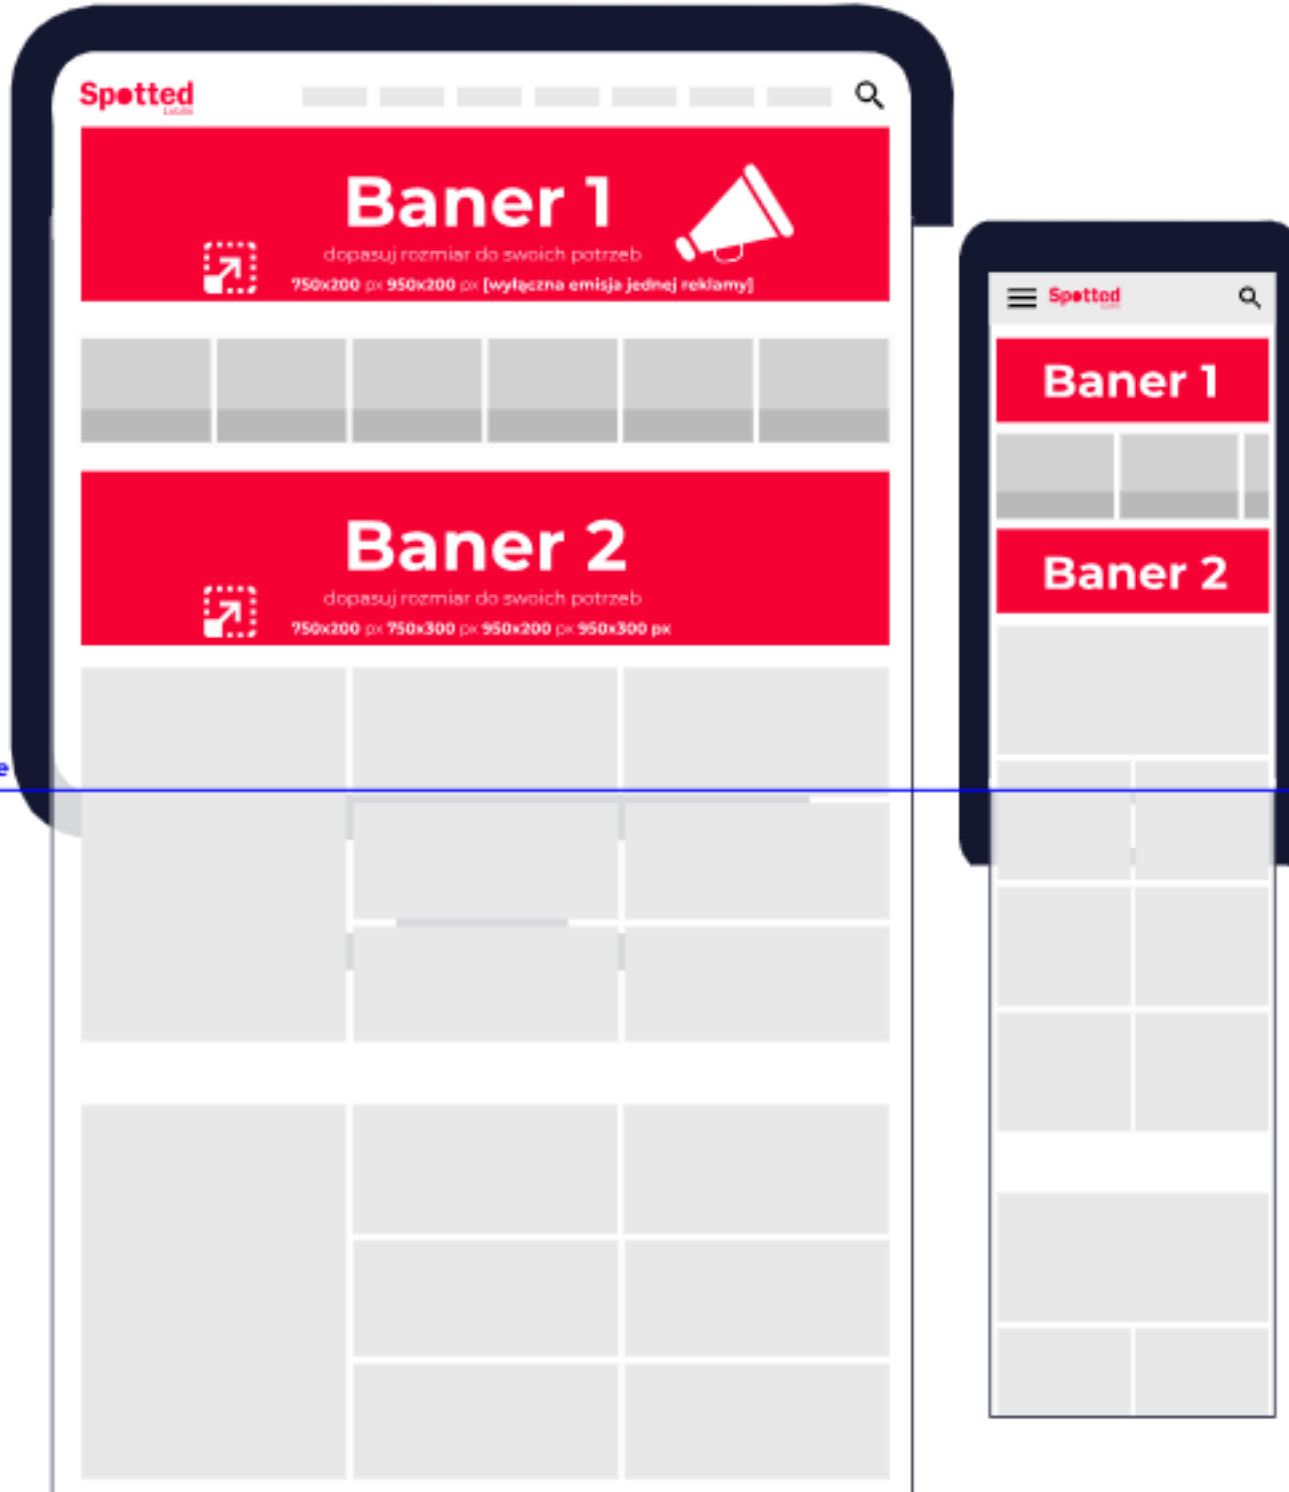 Spotted
Lublin
Baner 1
dopasuj rozmiar do swoich potrzeb
750x200 px 950x200 px [wyłączna emisja jednej reklamy]
Baner 2
dopasuj rozmiar do swoich potrzeb
750x200 px 750x300 px 950x200 px 950x300 px
e
Spotted
Baner 1
Baner 2